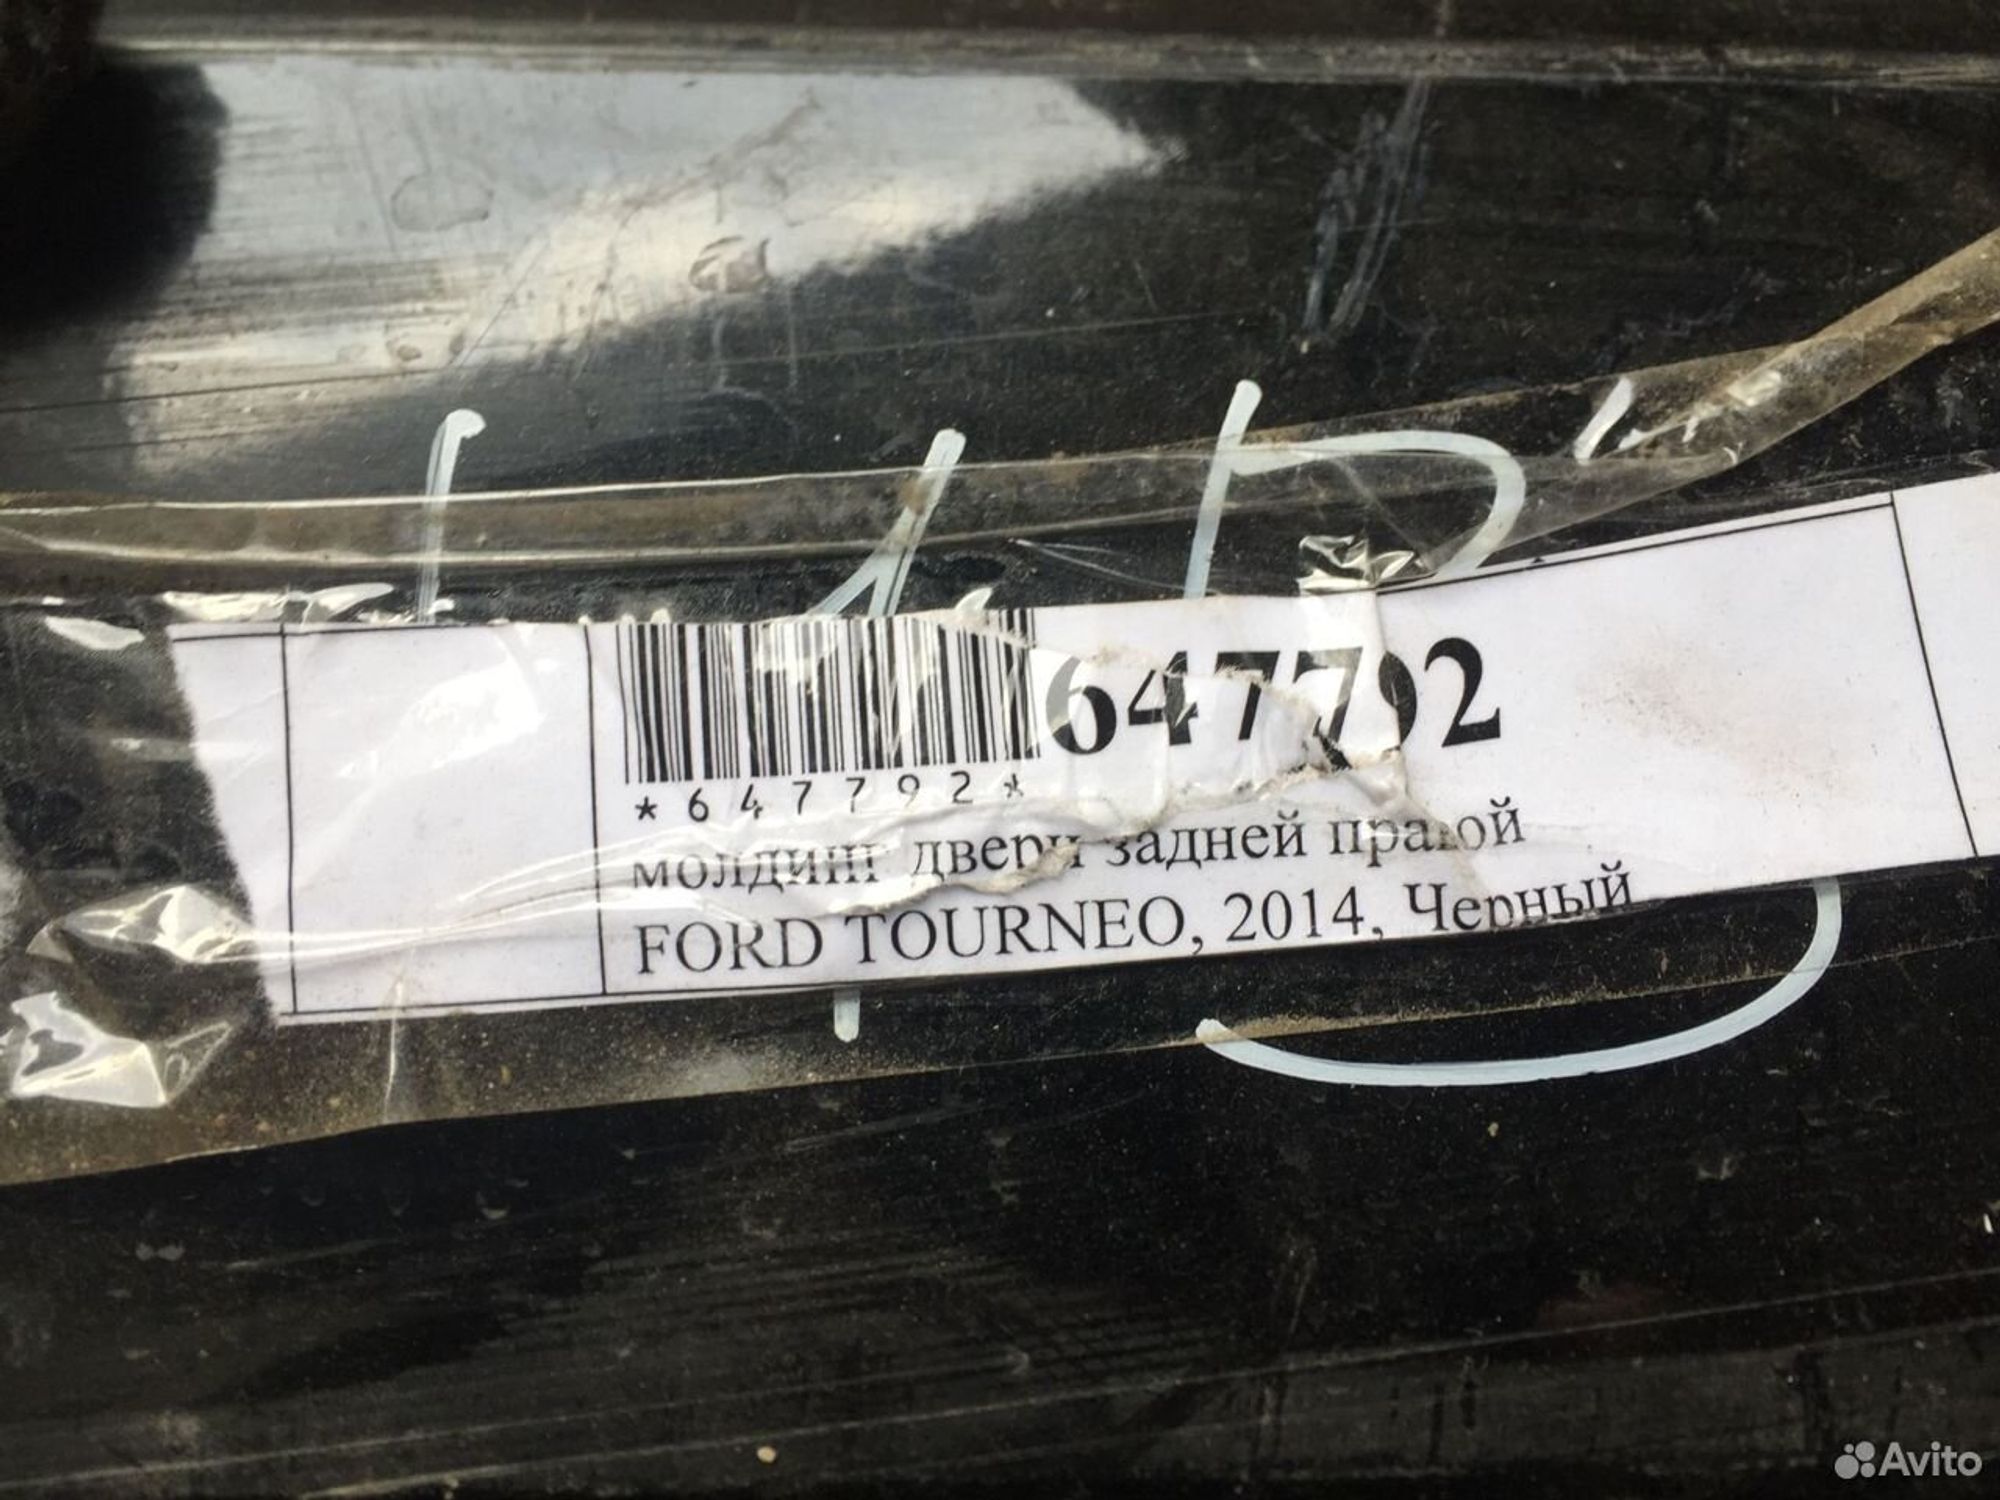 647792
*647792*
молдинг двери задней правой
FORD TOURNEO, 2014, Черный
Avito